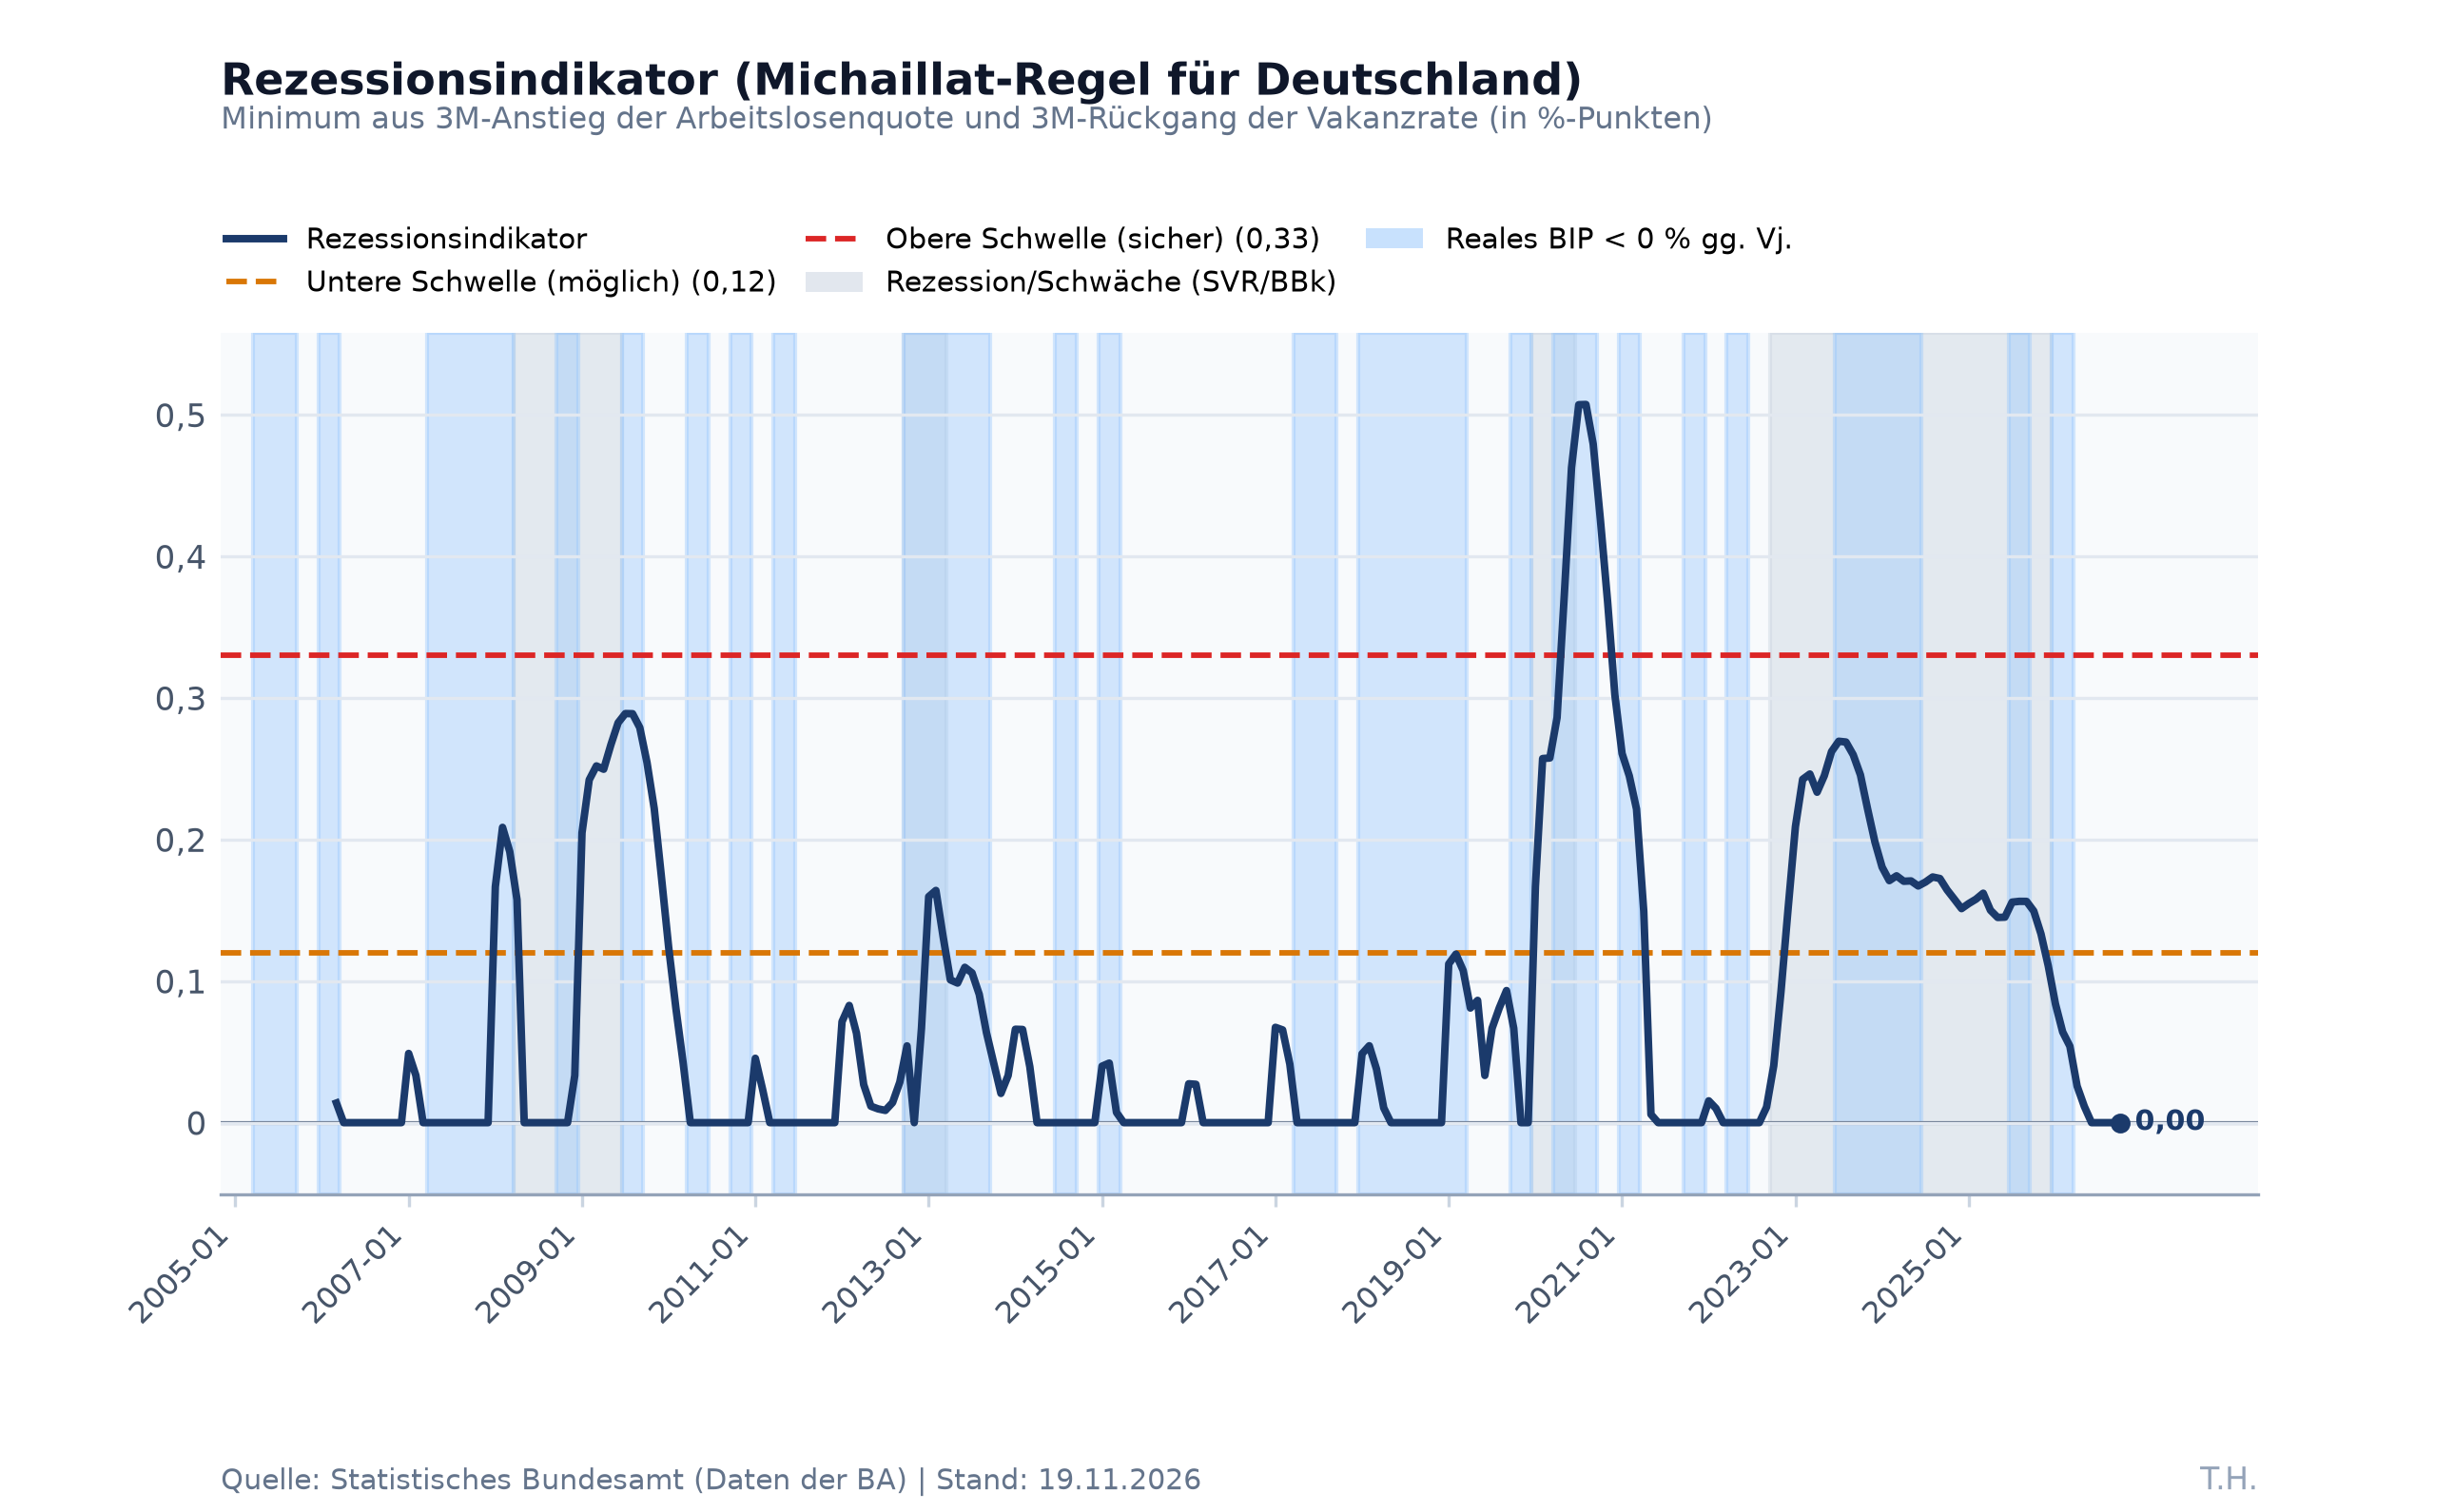 Rezessionsindikator (Michaillat-Regel für Deutschland)
Minimum aus 3M-Anstieg der Arbeitslosenquote und 3M-Rückgang der Vakanzrate (in %-Punkten)
Rezessionsindikator
Untere Schwelle (möglich) (0,12)
Obere Schwelle (sicher) (0,33)
Rezession/Schwäche (SVR/BBk)
Reales BIP < 0 % gg. Vj.
0,5
0,4
0,3
0,2
0,1
0
0,00
2005-01
2007-01
2009-01
2011-01
2013-01
2015-01
2017-01
2019-01
2021-01
2023-01
2025-01
Quelle: Statistisches Bundesamt (Daten der BA) | Stand: 19.11.2026
T.H.